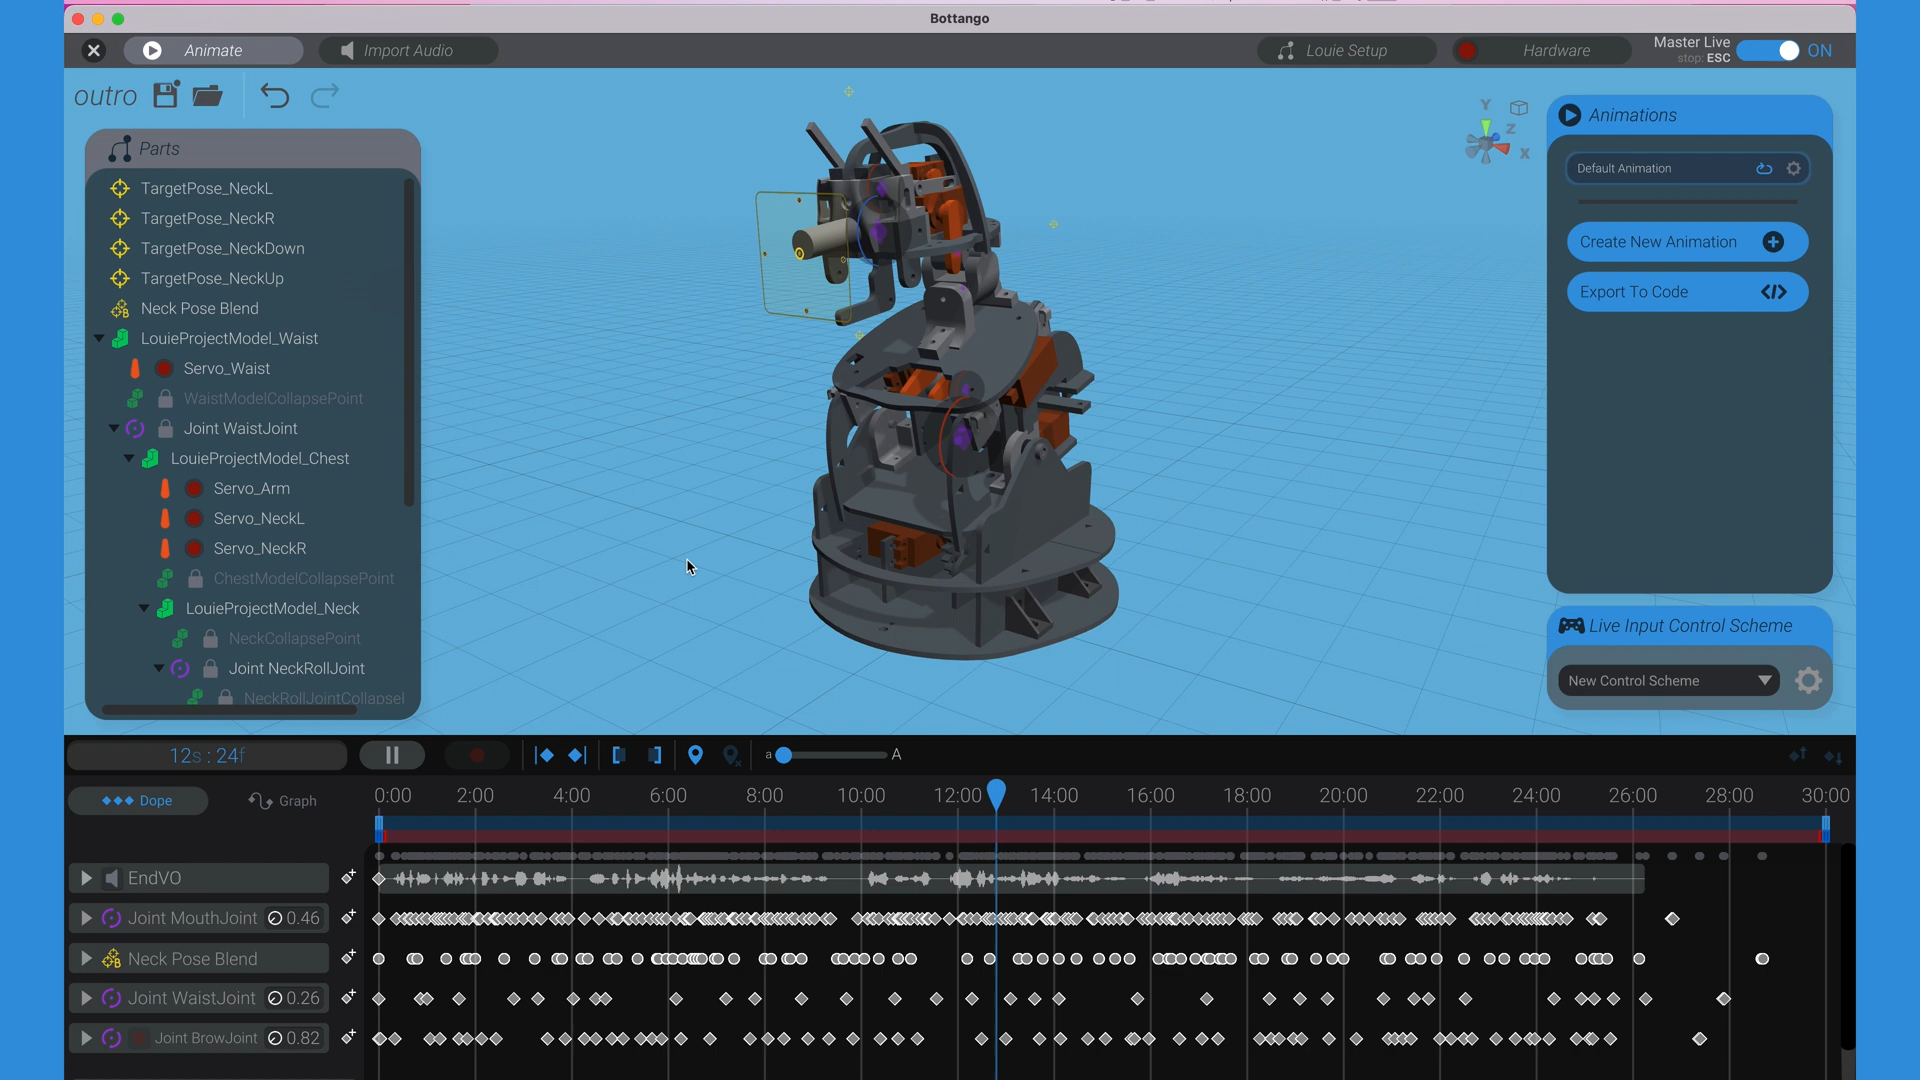 Bottango
Animate
Import Audio
Louie Setup
Hardware
Master Live
stop: ESC
ON
outro
Parts
TargetPose_NeckL
TargetPose_NeckR
TargetPose_NeckDown
TargetPose_NeckUp
Neck Pose Blend
LouieProjectModel_Waist
Servo_Waist
WaistModelCollapsePoint
Joint WaistJoint
LouieProjectModel_Chest
Servo_Arm
Servo_NeckL
Servo_NeckR
ChestModelCollapsePoint
LouieProjectModel_Neck
NeckCollapsePoint
Joint NeckRollJoint
NeckRollJointCollapsel
Y
Z
X
Animations
Default Animation
Create New Animation
Export To Code
Live Input Control Scheme
New Control Scheme
12s : 24f
a A
Dope
Graph
0:00 2:00 4:00 6:00 8:00 10:00 12:00 14:00 16:00 18:00 20:00 22:00 24:00 26:00 28:00 30:00
EndVO
Joint MouthJoint 0.46
Neck Pose Blend
Joint WaistJoint 0.26
Joint BrowJoint 0.82